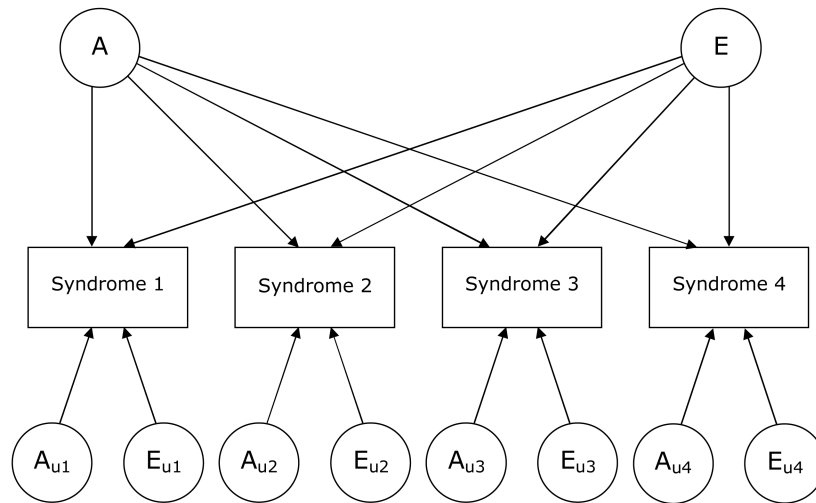 A
E
Syndrome 1
Syndrome 2
Syndrome 3
Syndrome 4
Au1
Eu1
Au2
Eu2
Au3
Eu3
Au4
Eu4